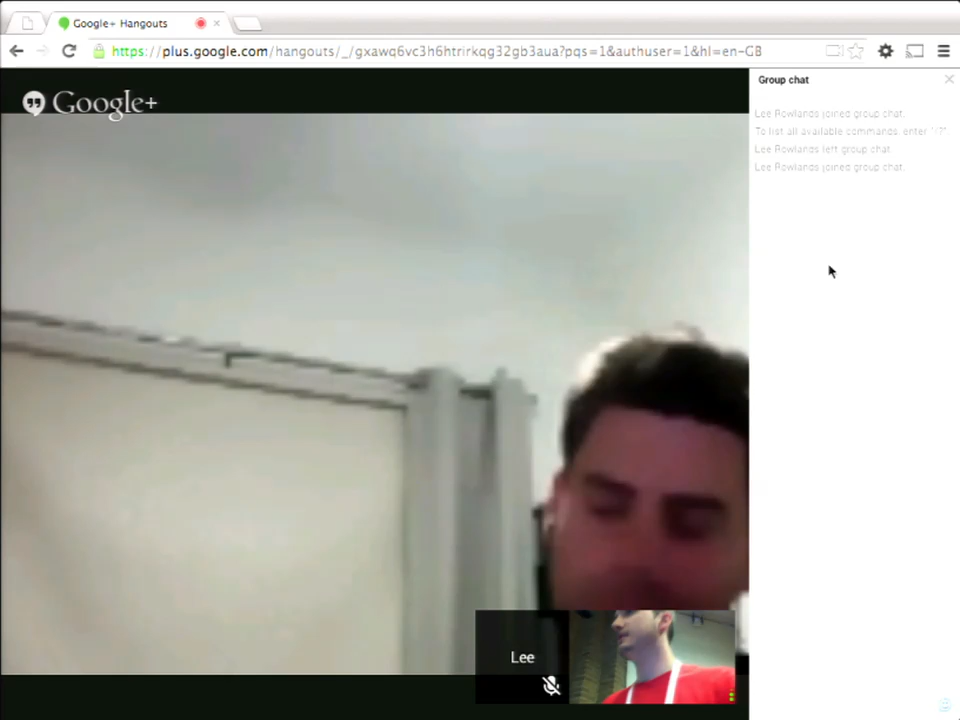 Google+ Hangouts
https://plus.google.com/hangouts/_/gxawq6vc3h6htrirkqg32gb3aua?pqs=1&authuser=1&hl=en-GB
Google+
Group chat
Lee Rowlands joined group chat.
To list all available commands, enter "/?".
Lee Rowlands left group chat.
Lee Rowlands joined group chat.
Lee